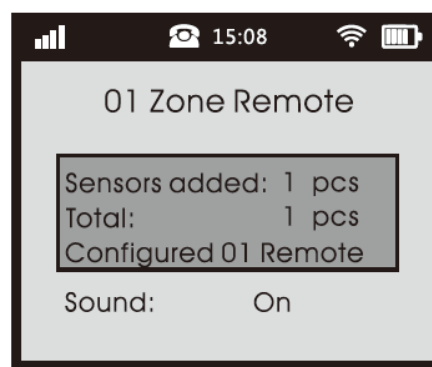 15:08
01 Zone Remote
Sensors added: 1 pcs
Total: 1 pcs
Configured 01 Remote
Sound: On